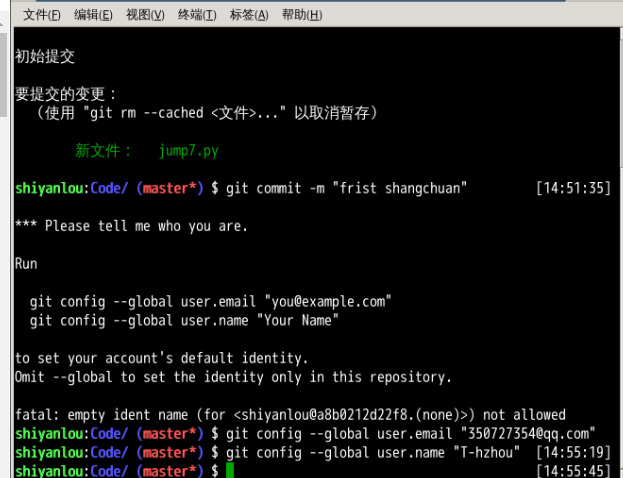 文件(F) 编辑(E) 视图(V) 终端(T) 标签(A) 帮助(H)
初始提交
要提交的变更：
（使用 "git rm --cached <文件>..." 以取消暂存）
新文件： jump7.py
shiyanlou:Code/ (master*) $ git commit -m "frist shangchuan" [14:51:35]
*** Please tell me who you are.
Run
git config --global user.email "you@example.com"
git config --global user.name "Your Name"
to set your account's default identity.
Omit --global to set the identity only in this repository.
fatal: empty ident name (for <shiyanlou@a8b0212d22f8.(none)>) not allowed
shiyanlou:Code/ (master*) $ git config --global user.email "350727354@qq.com"
shiyanlou:Code/ (master*) $ git config --global user.name "T-hzhou" [14:55:19]
shiyanlou:Code/ (master*) $ [14:55:45]